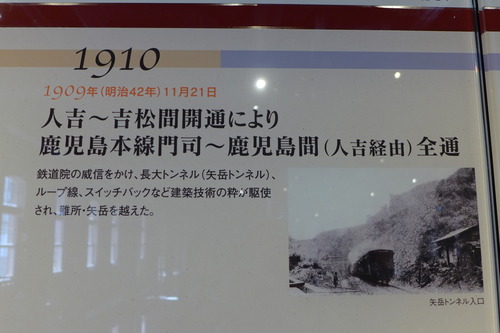 1910
1909年（明治42年）11月21日
人吉～吉松間開通により
鹿児島本線門司～鹿児島間（人吉経由）全通
鉄道院の威信をかけ、長大トンネル（矢岳トンネル）、
ループ線、スイッチバックなど建築技術の粋が駆使
され、難所・矢岳を越えた。
矢岳トンネル入口